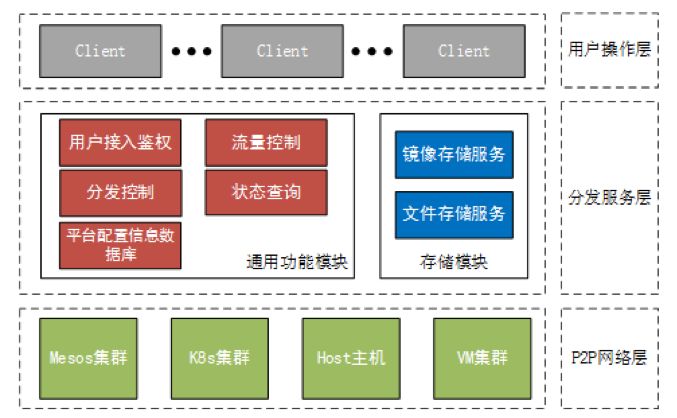 Client
Client
Client
用户操作层
用户接入鉴权
流量控制
分发控制
状态查询
平台配置信息数
据库
通用功能模块
镜像存储服务
文件存储服务
存储模块
分发服务层
Mesos集群
K8s集群
Host主机
VM集群
P2P网络层